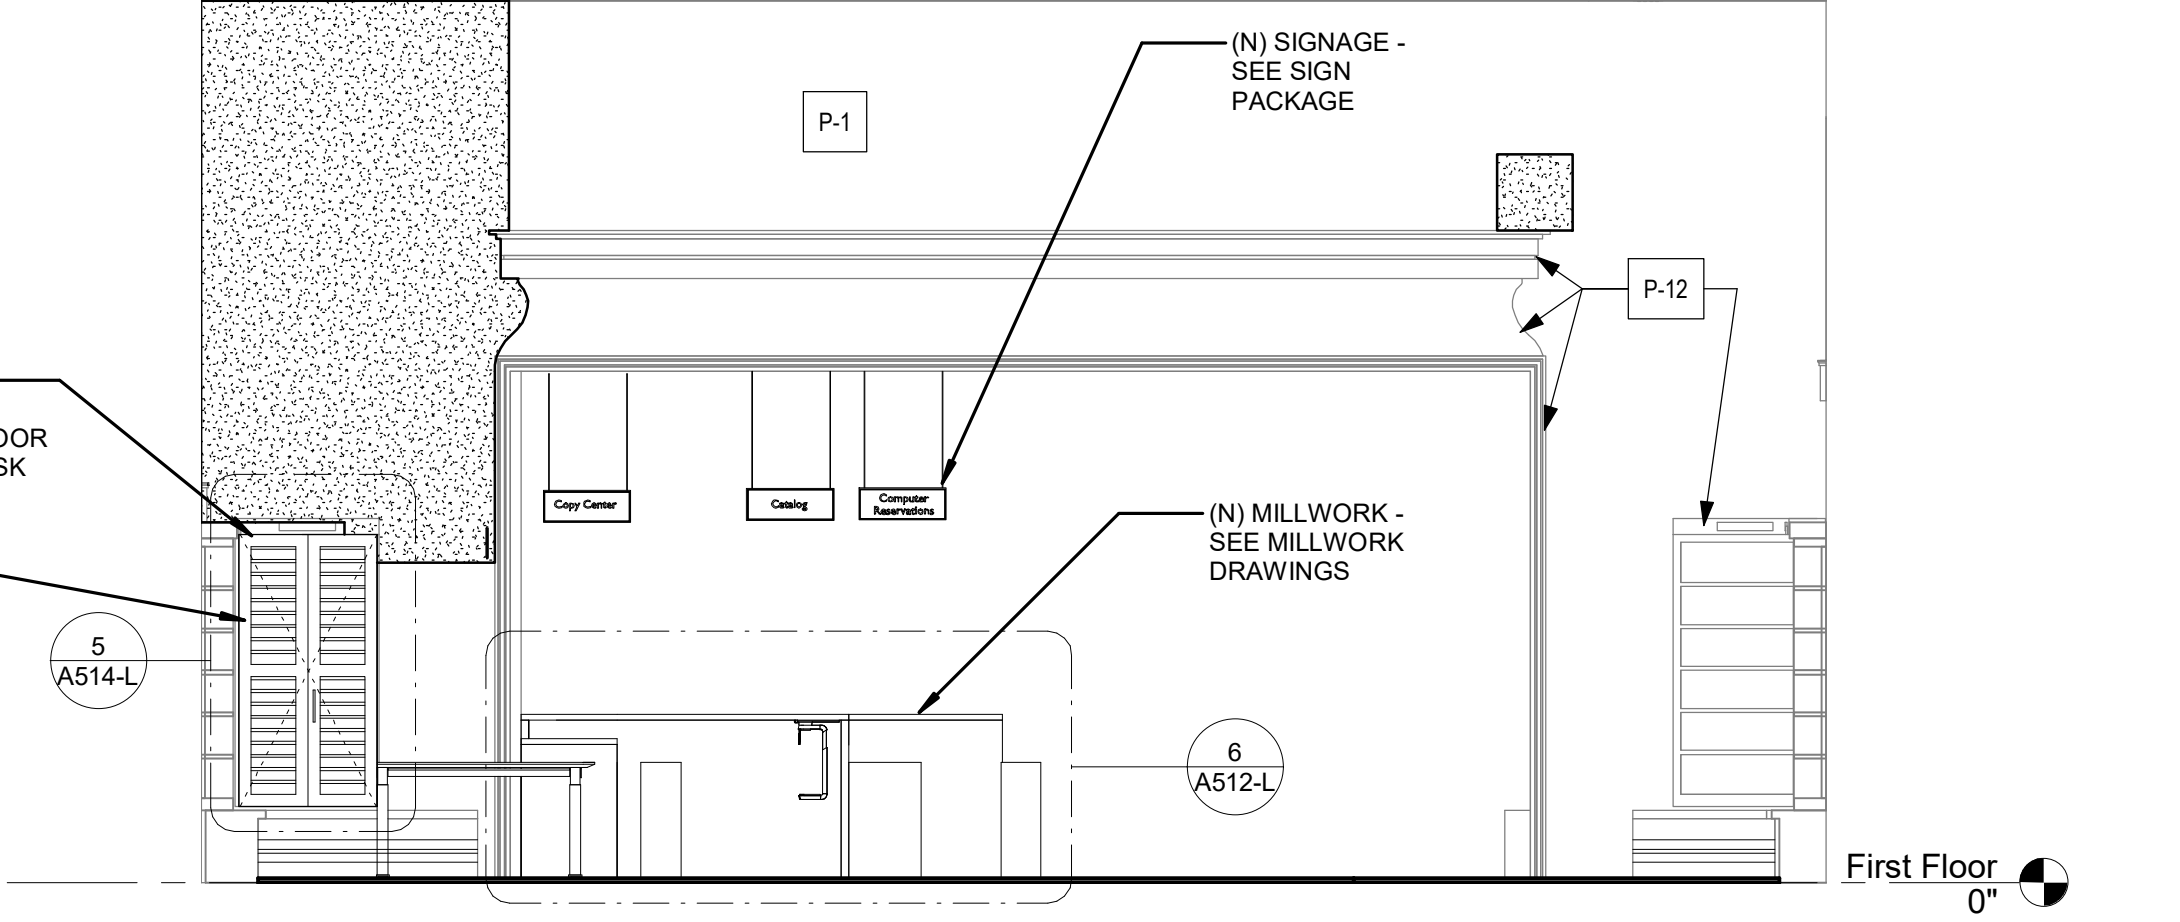 (N) SIGNAGE -
SEE SIGN
PACKAGE
P-1
P-12
OOR
SK
Copy Center
Catalog
Computer
Reservations
(N) MILLWORK -
SEE MILLWORK
DRAWINGS
5
A514-L
6
A512-L
First Floor
0"